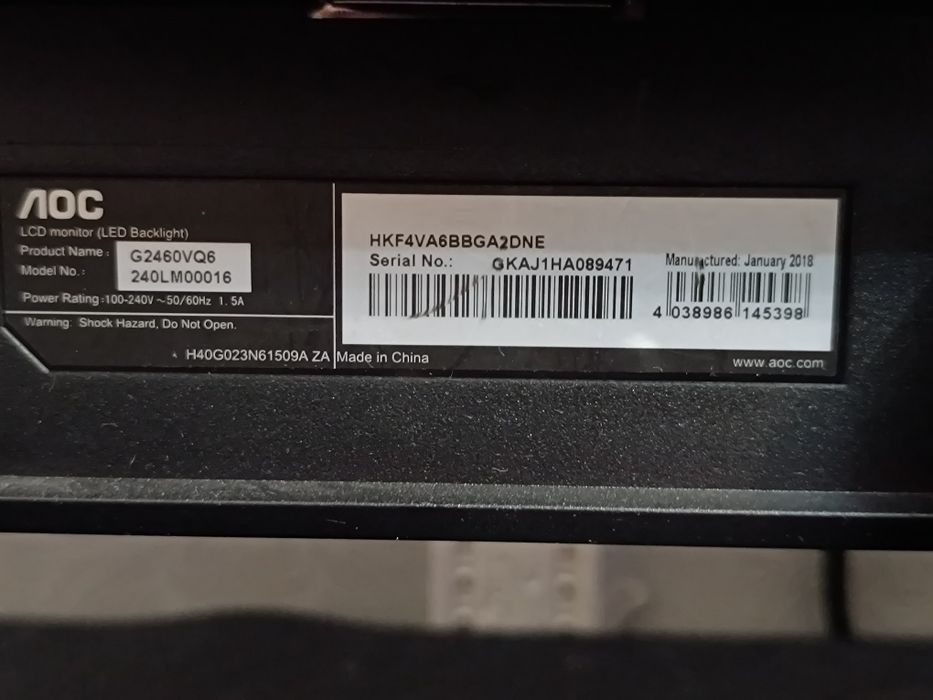 AOC
LCD monitor (LED Backlight)
Product Name : G2460VQ6
Model No. : 240LM00016
Power Rating :100-240V ~ 50/60Hz 1. 5A
Warning: Shock Hazard, Do Not Open.
H40G023N61509A ZA
Made in China
HKF4VA6BBGA2DNE
Serial No.: GKAJ1HA089471
Manufactured: January 2018
4 038986 145398
www.aoc.com